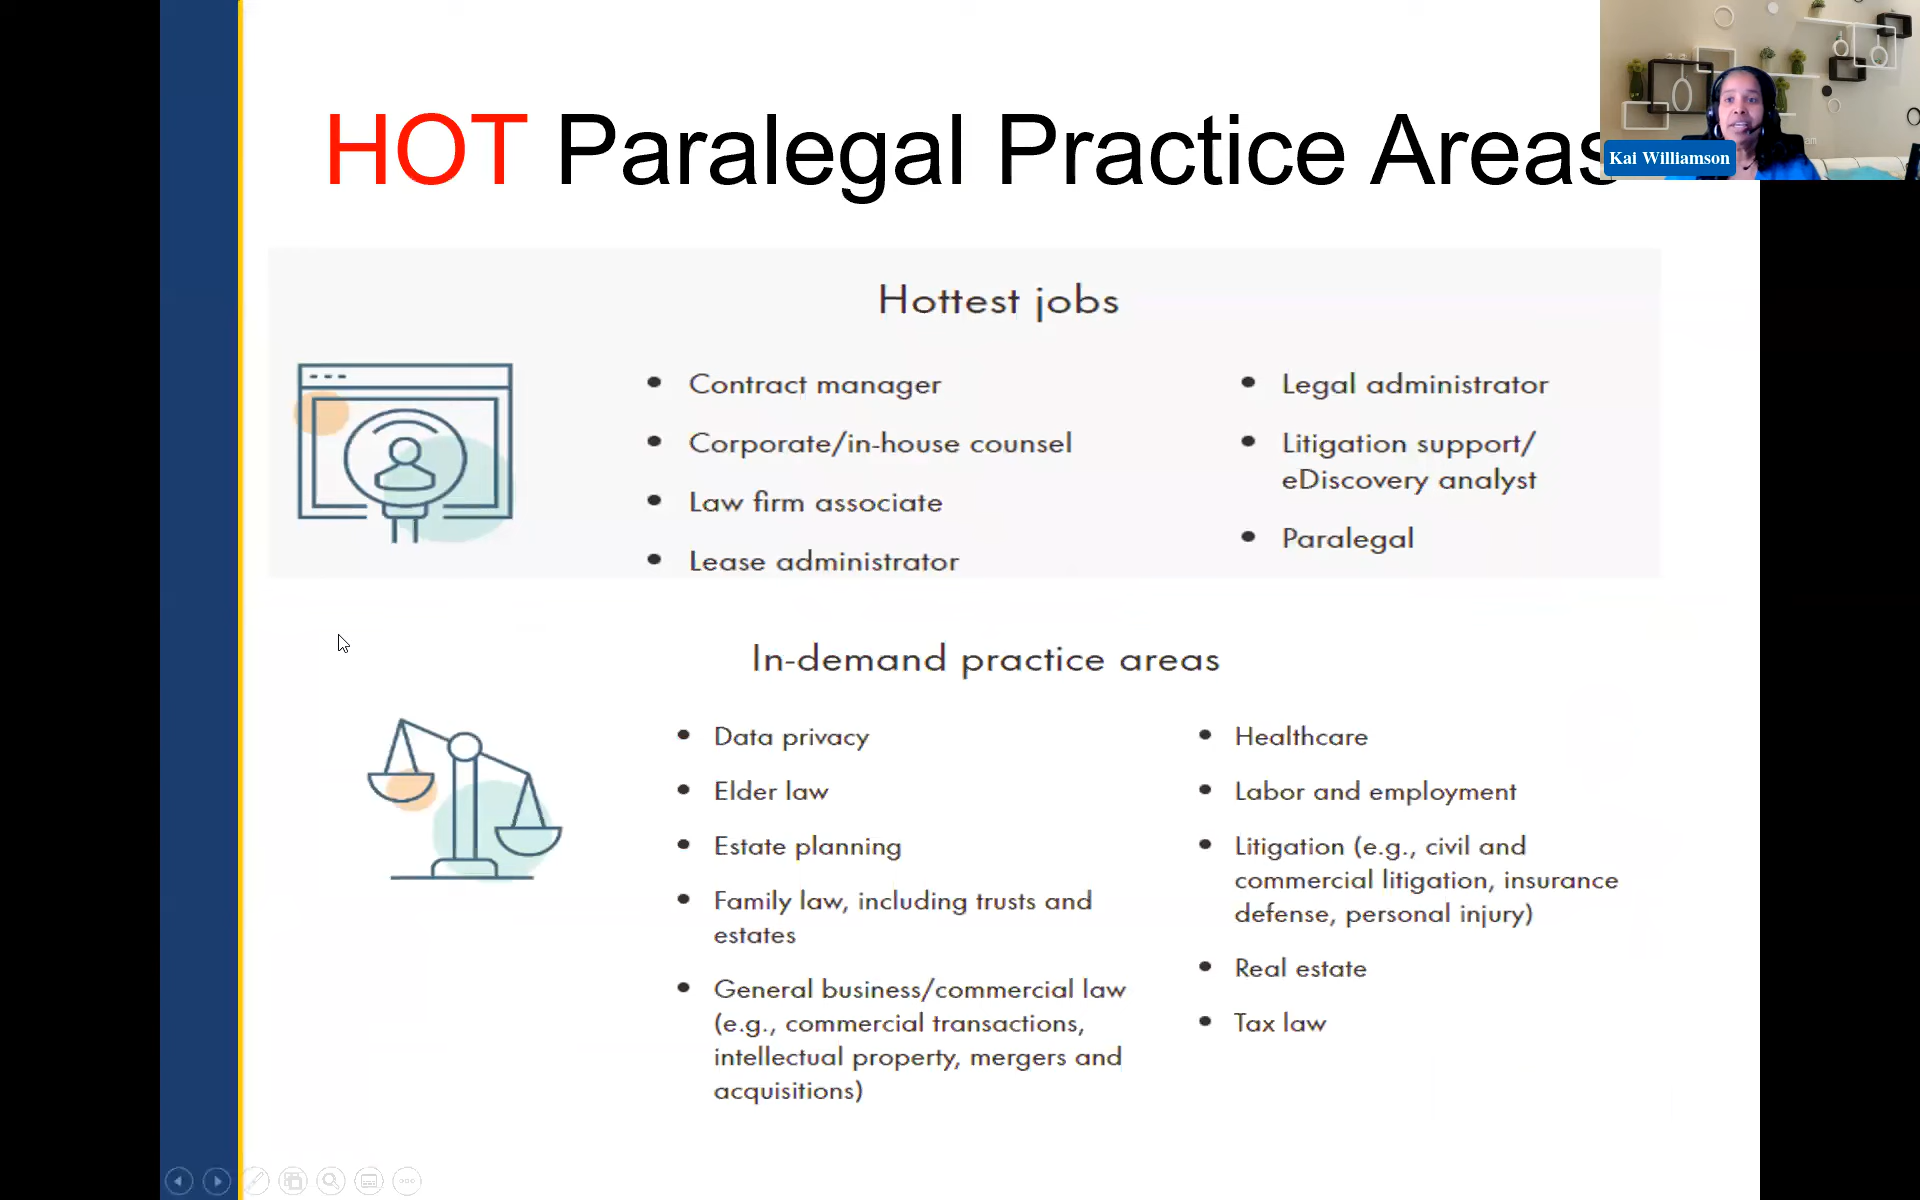 HOT Paralegal Practice Areas
Kai Williamson
Hottest jobs
• Contract manager
• Corporate/in-house counsel
• Law firm associate
• Lease administrator
• Legal administrator
• Litigation support/
eDiscovery analyst
• Paralegal
In-demand practice areas
• Data privacy
• Elder law
• Estate planning
• Family law, including trusts and
estates
• General business/commercial law
(e.g., commercial transactions,
intellectual property, mergers and
acquisitions)
• Healthcare
• Labor and employment
• Litigation (e.g., civil and
commercial litigation, insurance
defense, personal injury)
• Real estate
• Tax law